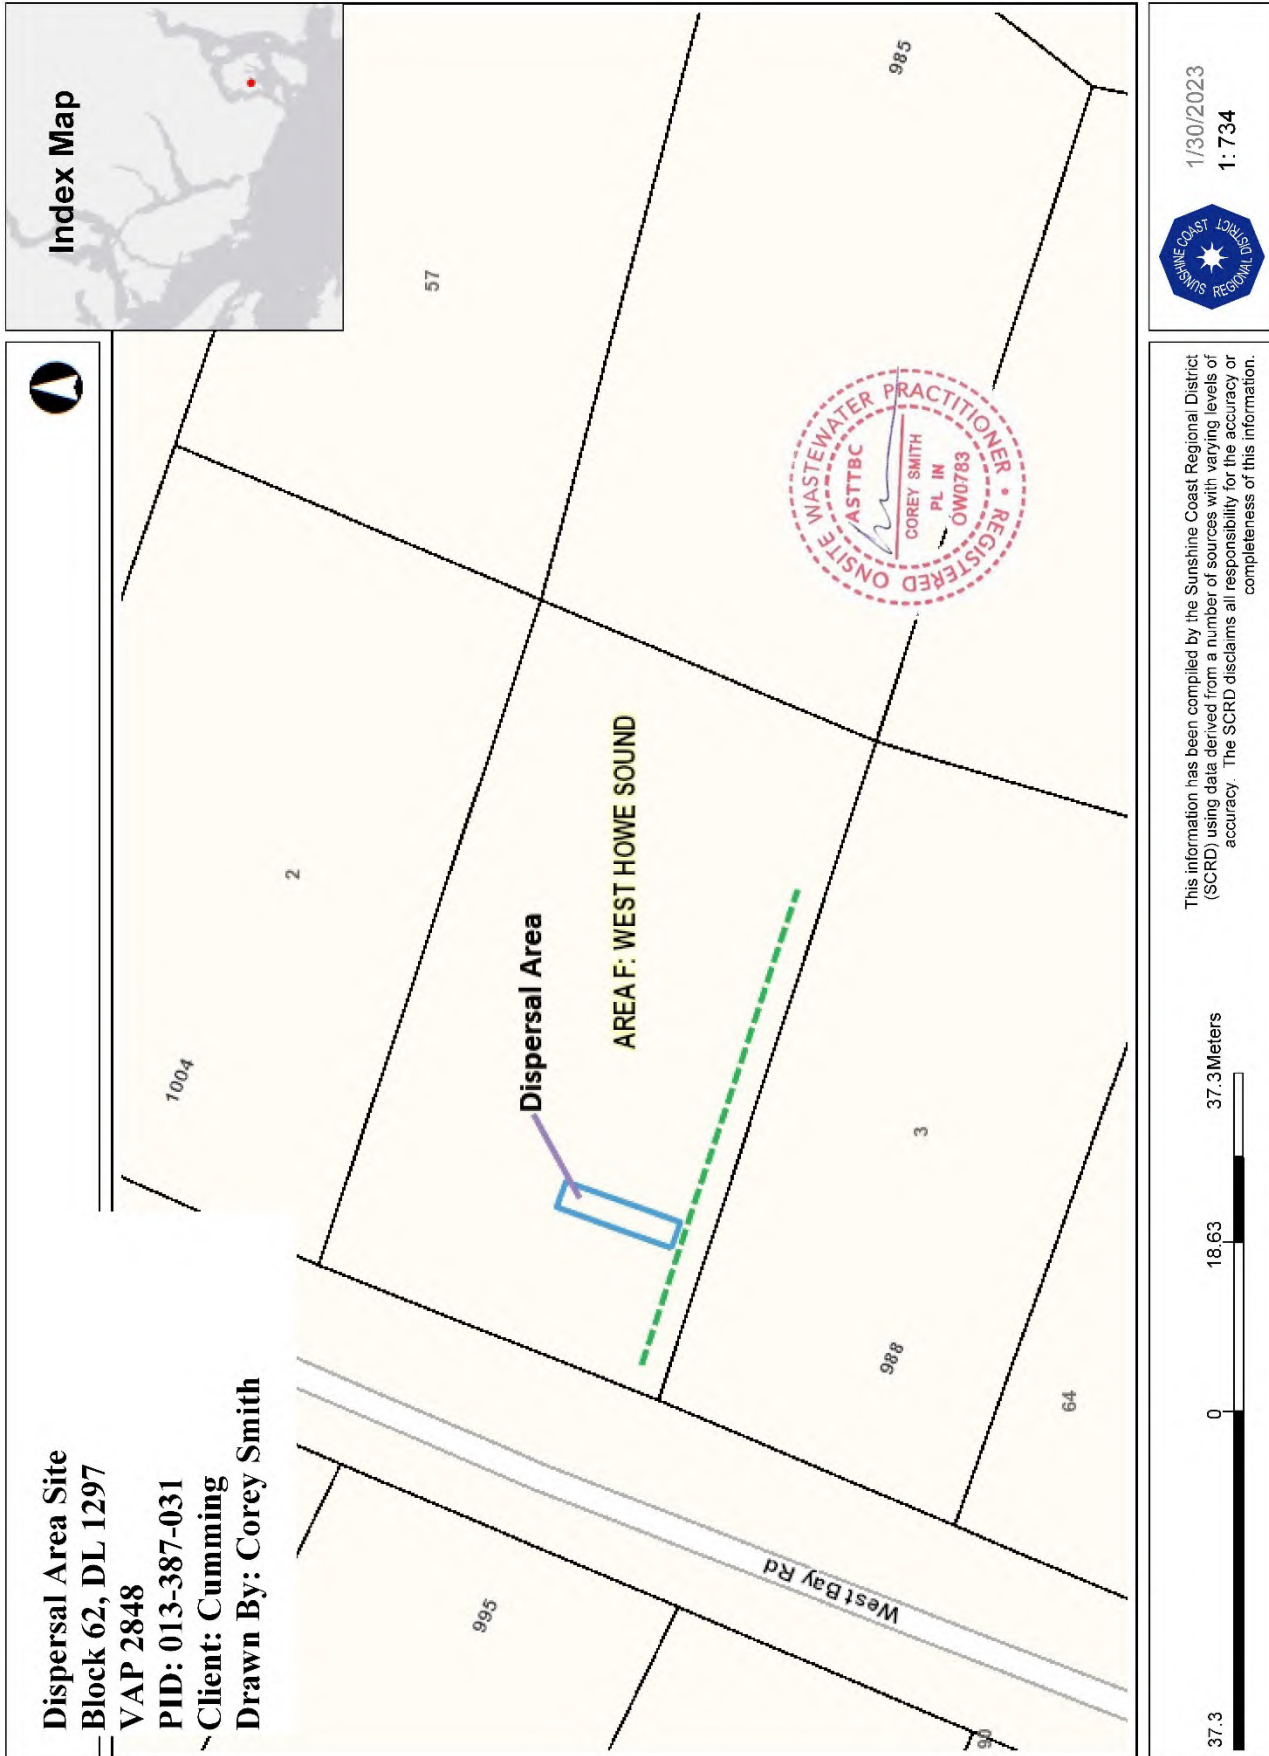 Dispersal Area Site
Block 62, DL 1297
VAP 2848
PID: 013-387-031
Client: Cumming
Drawn By: Corey Smith
Index Map
1004
2
57
985
Dispersal Area
AREA F: WEST HOWE SOUND
995
West Bay Rd
988
3
64
90
REGISTERED ONSITE WASTEWATER PRACTITIONER •
ASTTBC
COREY SMITH
PL IN
OW0783
37.3
0
18.63
37.3 Meters
This information has been compiled by the Sunshine Coast Regional District
(SCRD) using data derived from a number of sources with varying levels of
accuracy. The SCRD disclaims all responsibility for the accuracy or
completeness of this information.
SUNSHINE COAST
REGIONAL DISTRICT
1/30/2023
1: 734